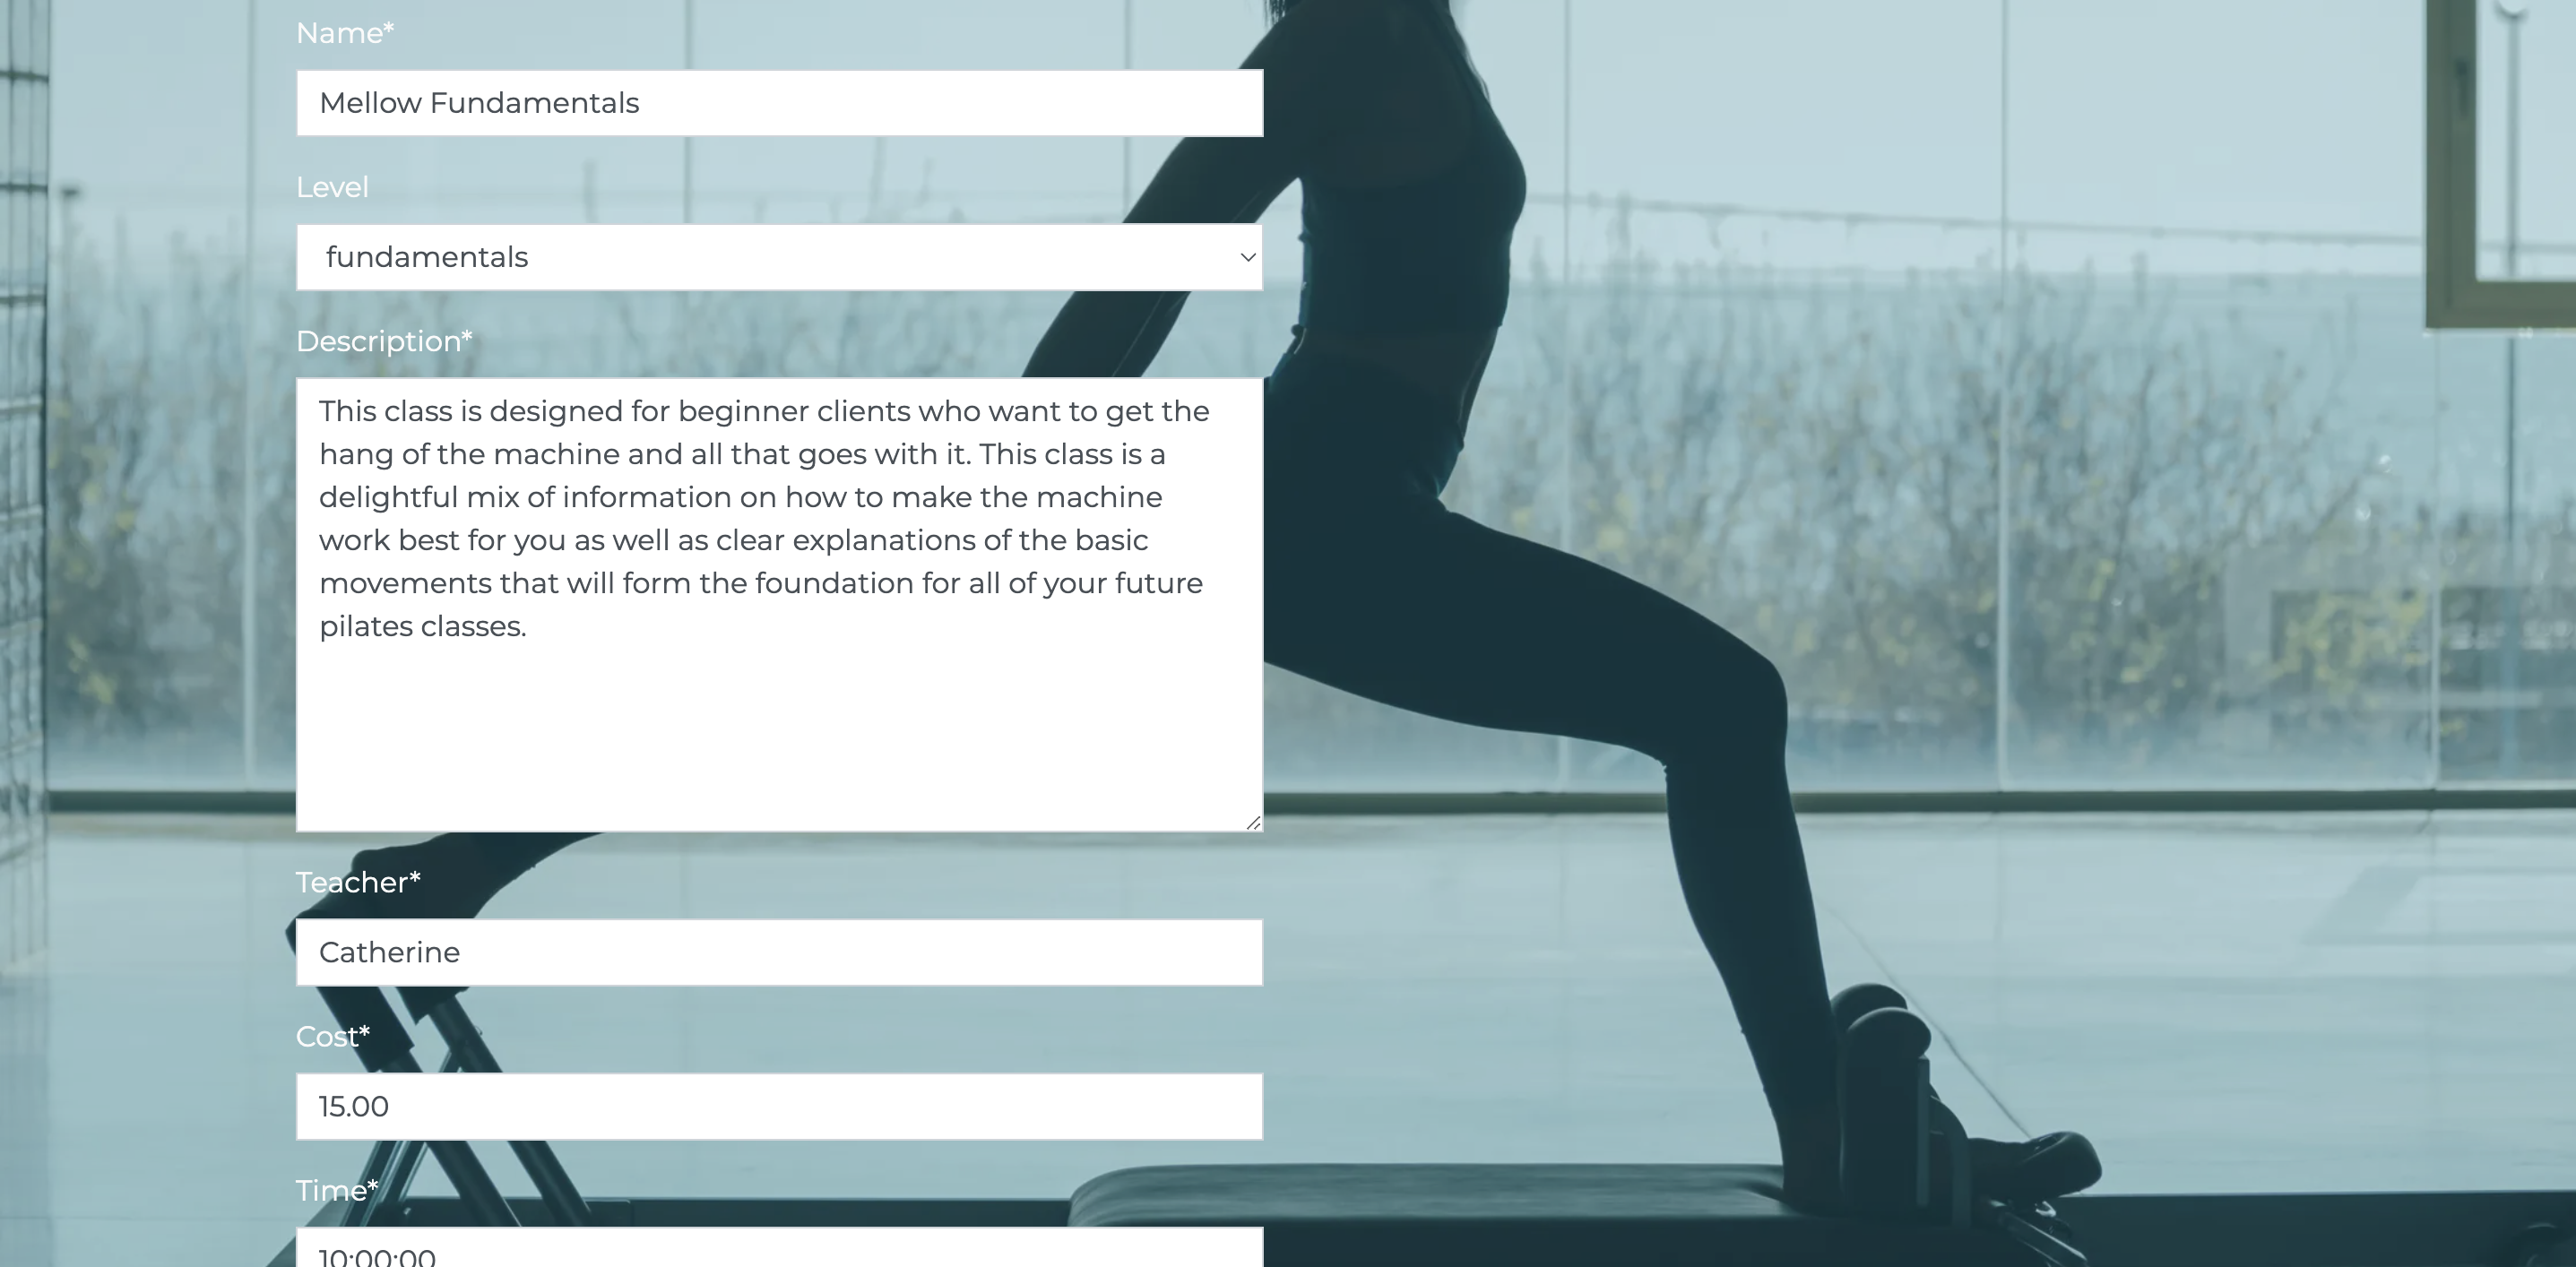 Name*
Mellow Fundamentals
Level
fundamentals
Description*
This class is designed for beginner clients who want to get the
hang of the machine and all that goes with it. This class is a
delightful mix of information on how to make the machine
work best for you as well as clear explanations of the basic
movements that will form the foundation for all of your future
pilates classes.
Teacher*
Catherine
Cost*
15.00
Time*
10:00:00